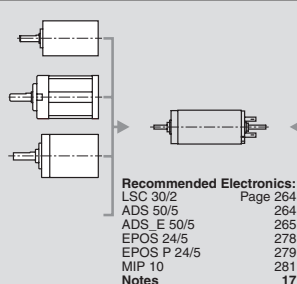 Recommended Electronics:
LSC 30/2 Page 264
ADS 50/5 264
ADS_E 50/5 265
EPOS 24/5 278
EPOS P 24/5 279
MIP 10 281
Notes 17